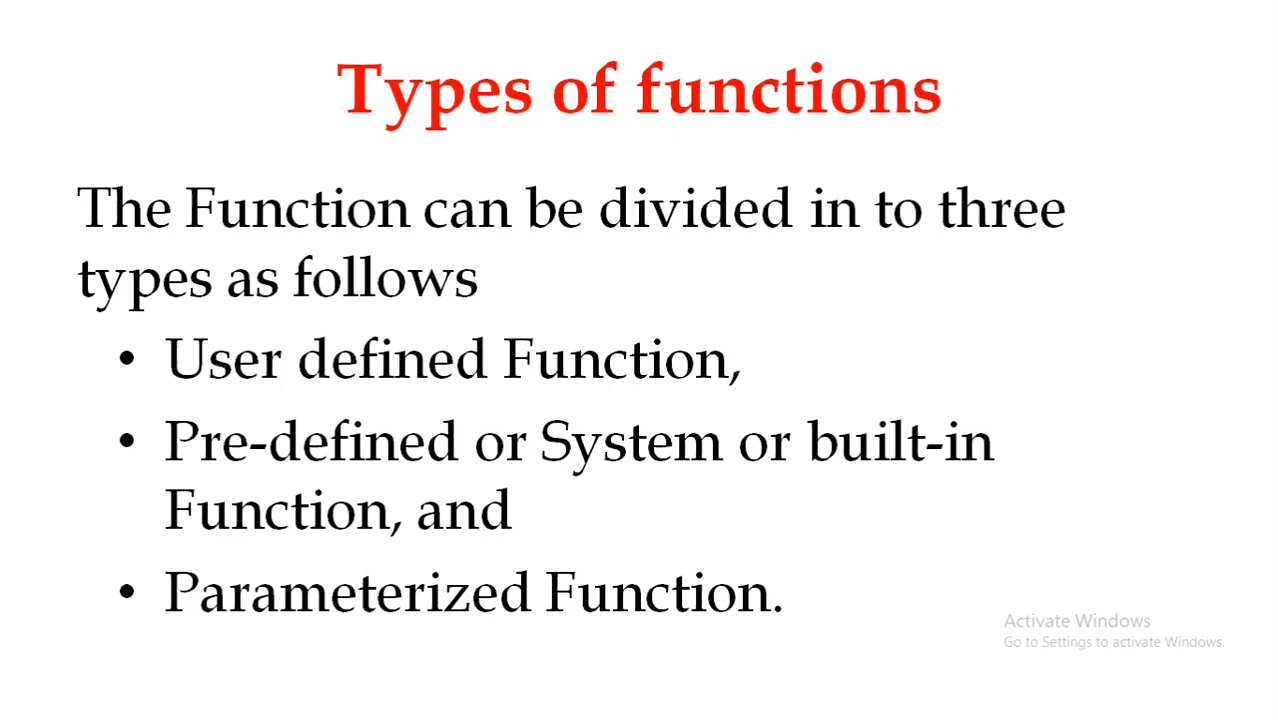 Types of functions
The Function can be divided in to three
types as follows
• User defined Function,
• Pre-defined or System or built-in
Function, and
• Parameterized Function.
Activate Windows
Go to Settings to activate Windows.